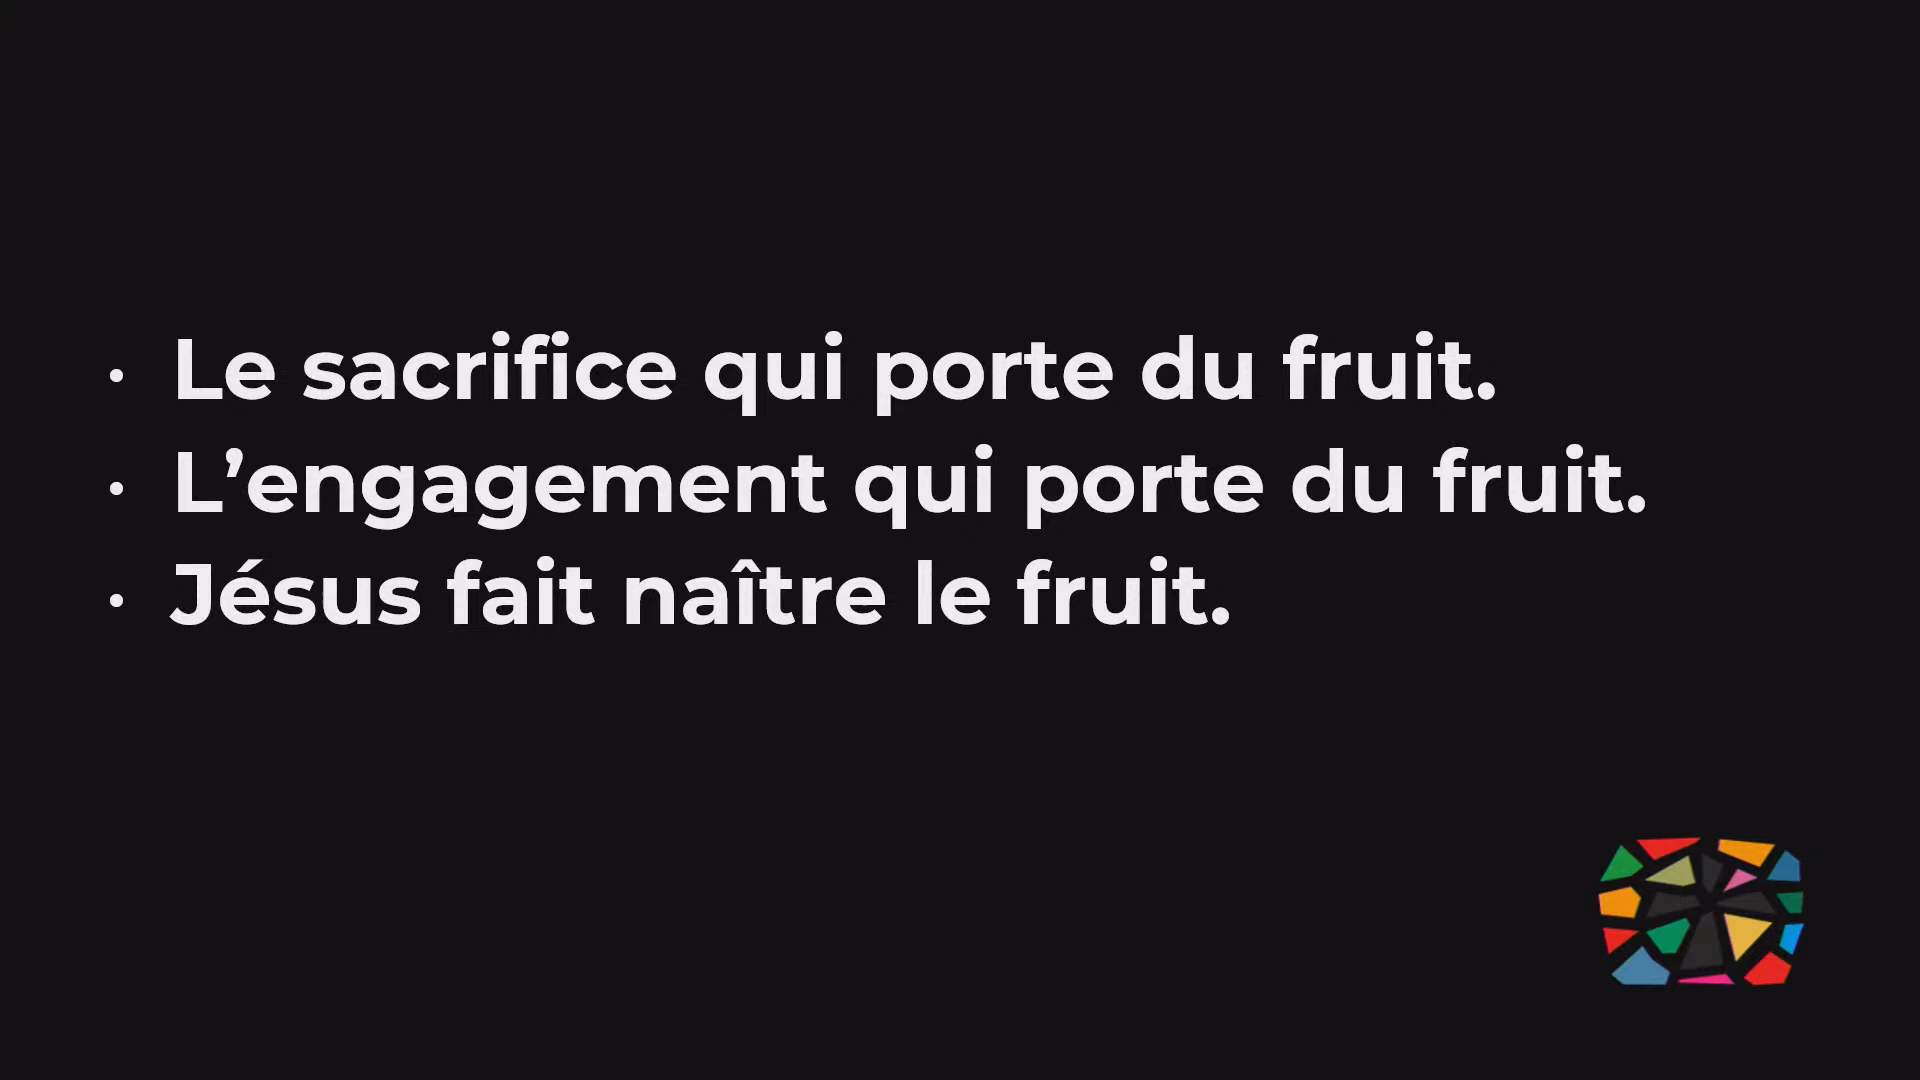 • Le sacrifice qui porte du fruit.
• L’engagement qui porte du fruit.
• Jésus fait naître le fruit.